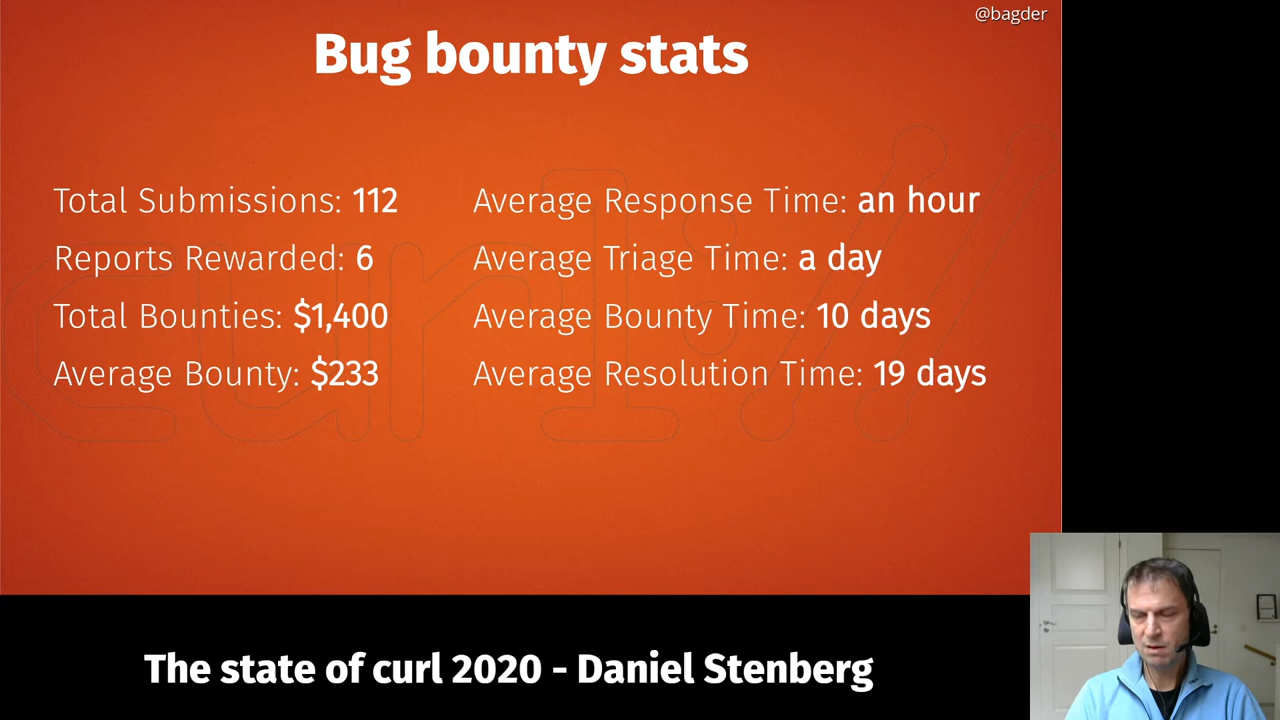 @bagder
Bug bounty stats
Total Submissions: 112
Reports Rewarded: 6
Total Bounties: $1,400
Average Bounty: $233
Average Response Time: an hour
Average Triage Time: a day
Average Bounty Time: 10 days
Average Resolution Time: 19 days
curl://
The state of curl 2020 - Daniel Stenberg